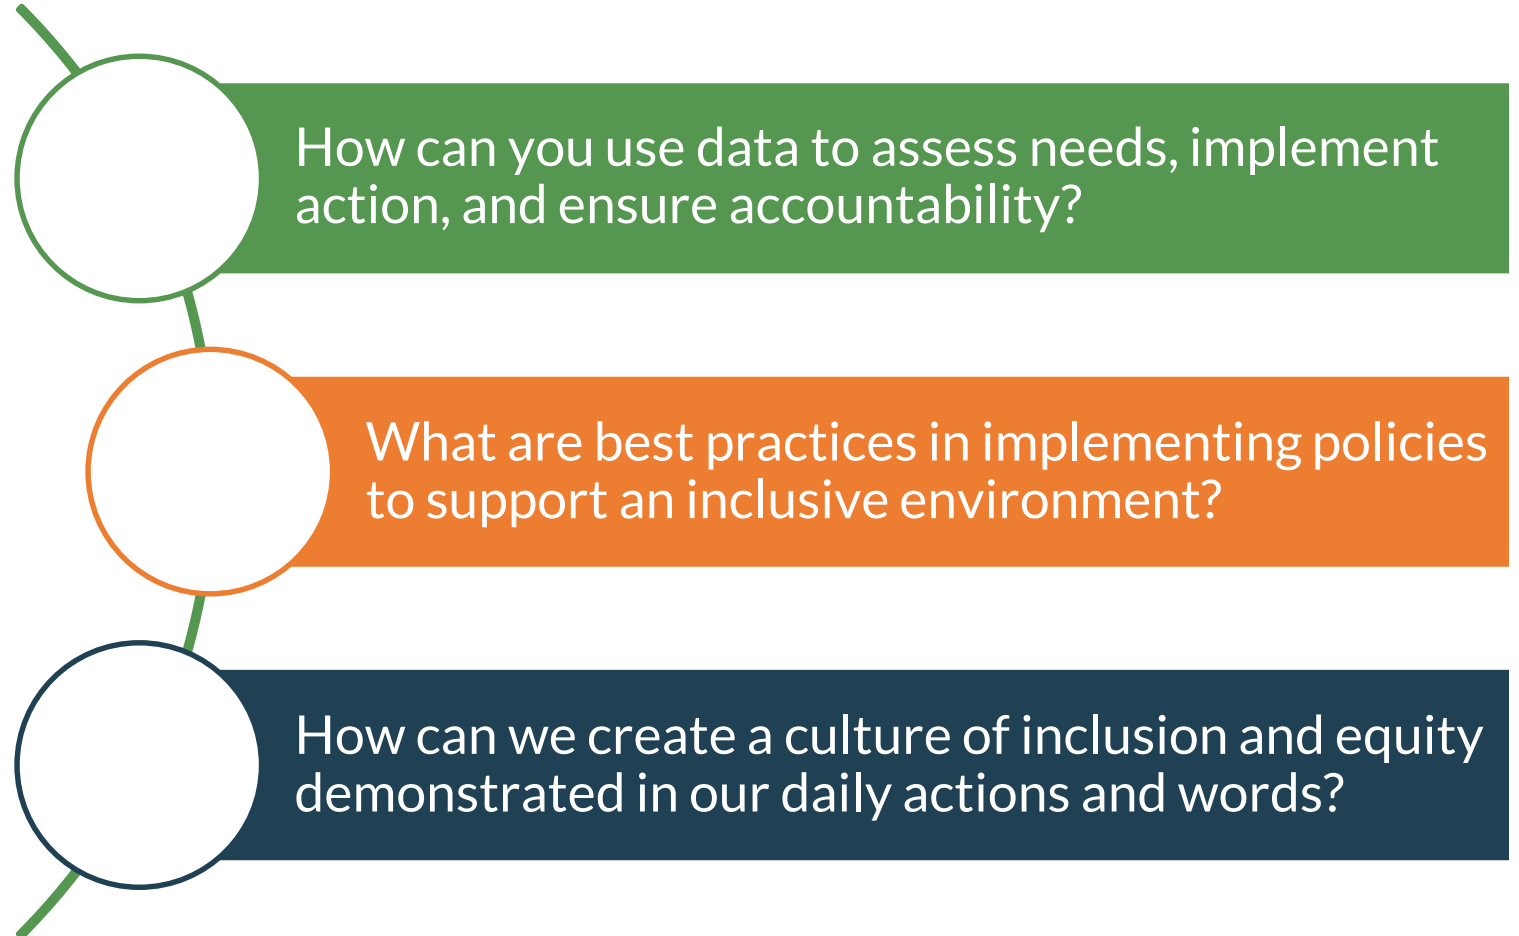 How can you use data to assess needs, implement
action, and ensure accountability?
What are best practices in implementing policies
to support an inclusive environment?
How can we create a culture of inclusion and equity
demonstrated in our daily actions and words?